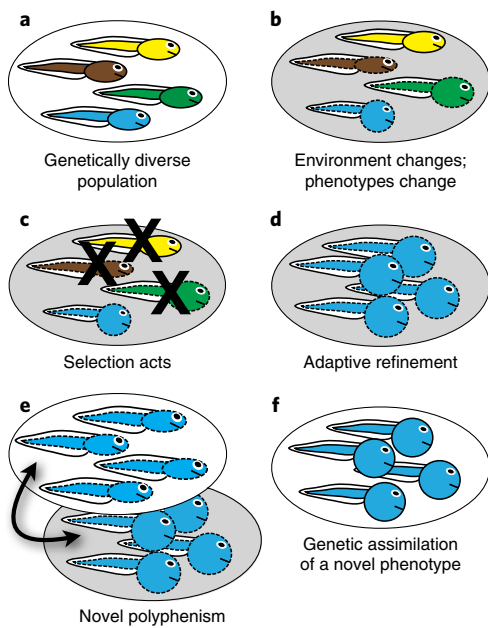 a
Genetically diverse
population
b
Environment changes;
phenotypes change
c
Selection acts
d
Adaptive refinement
e
Novel polyphenism
f
Genetic assimilation
of a novel phenotype